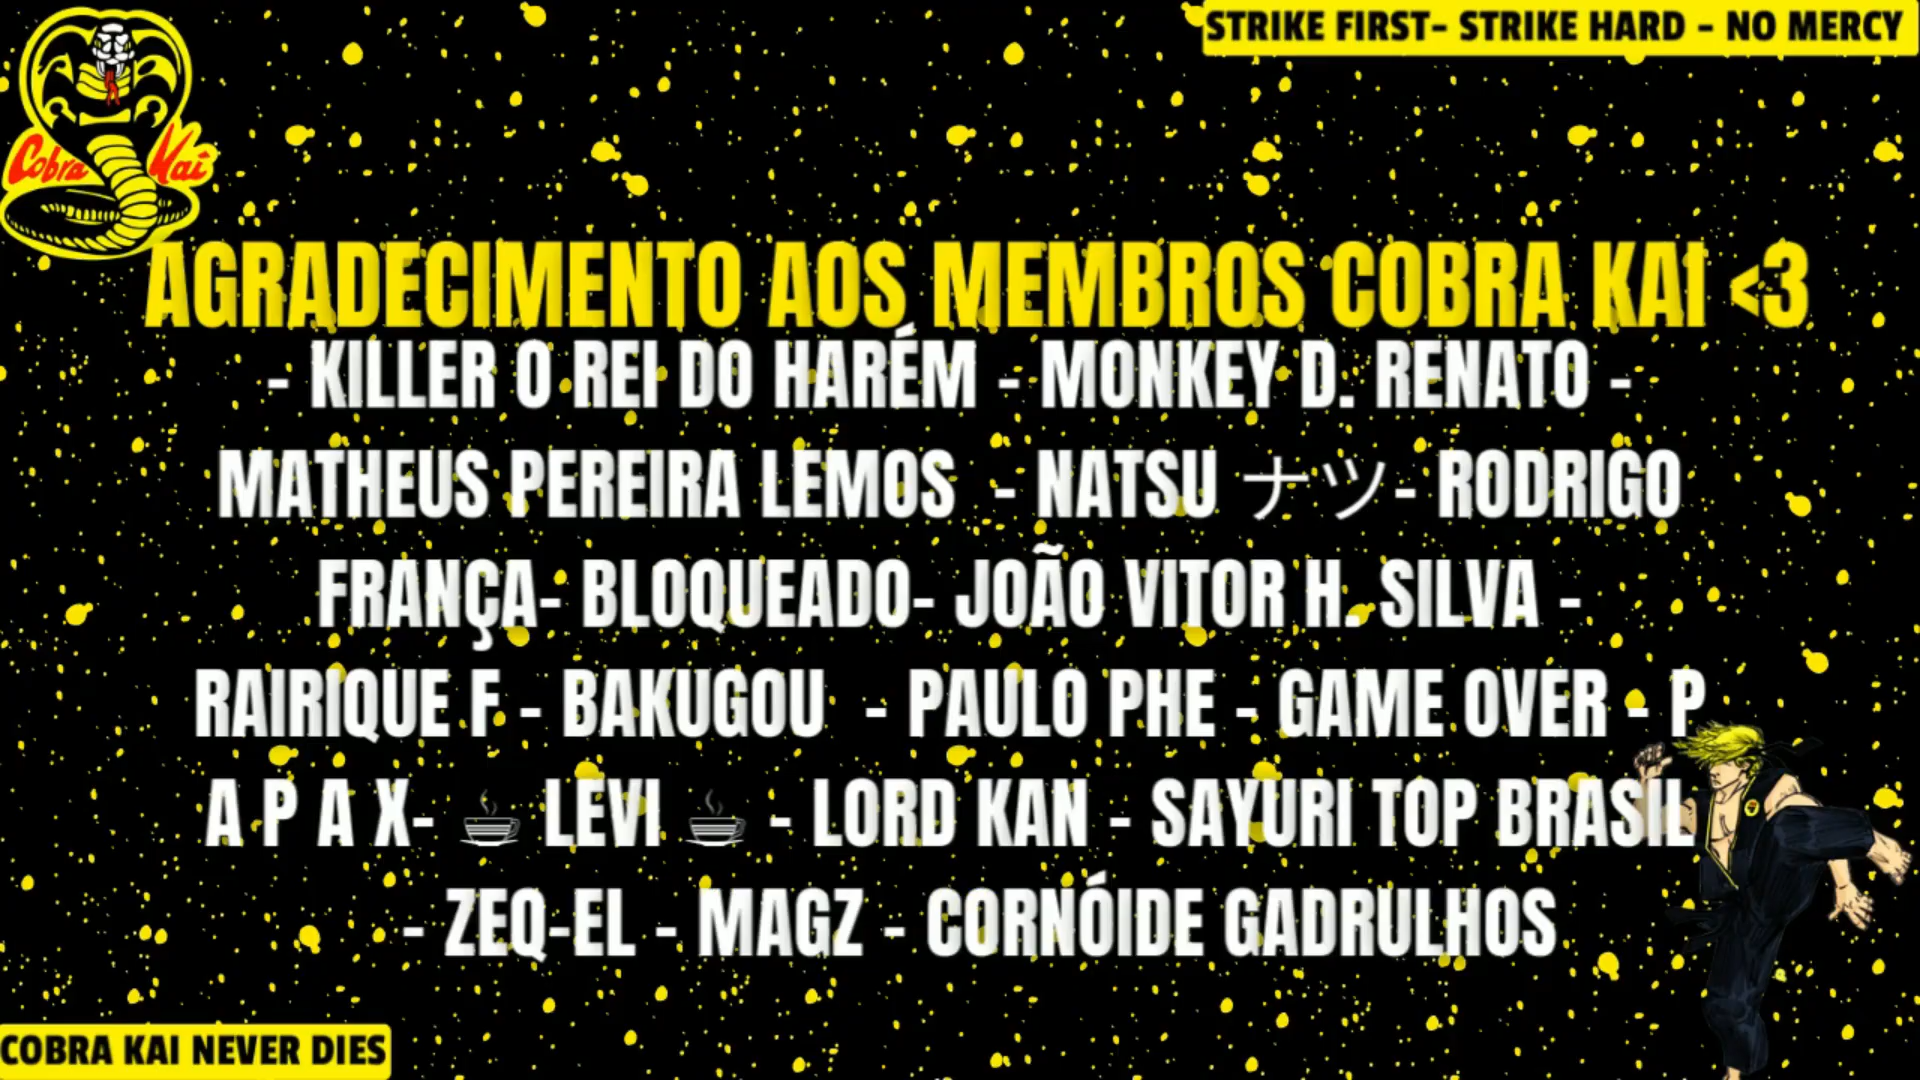 STRIKE FIRST- STRIKE HARD - NO MERCY
Cobra Kai
AGRADECIMENTO AOS MEMBROS COBRA KAI <3
- KILLER O REI DO HARÉM - MONKEY D. RENATO -
MATHEUS PEREIRA LEMOS - NATSU ナツ- RODRIGO
FRANÇA- BLOQUEADO- JOÃO VITOR H. SILVA -
RAIRIQUE F - BAKUGOU - PAULO PHE - GAME OVER - P
A P A X- ☕ LEVI ☕ - LORD KAN - SAYURI TOP BRASIL
- ZEQ-EL - MAGZ - CORNÓIDE GADRULHOS
COBRA KAI NEVER DIES